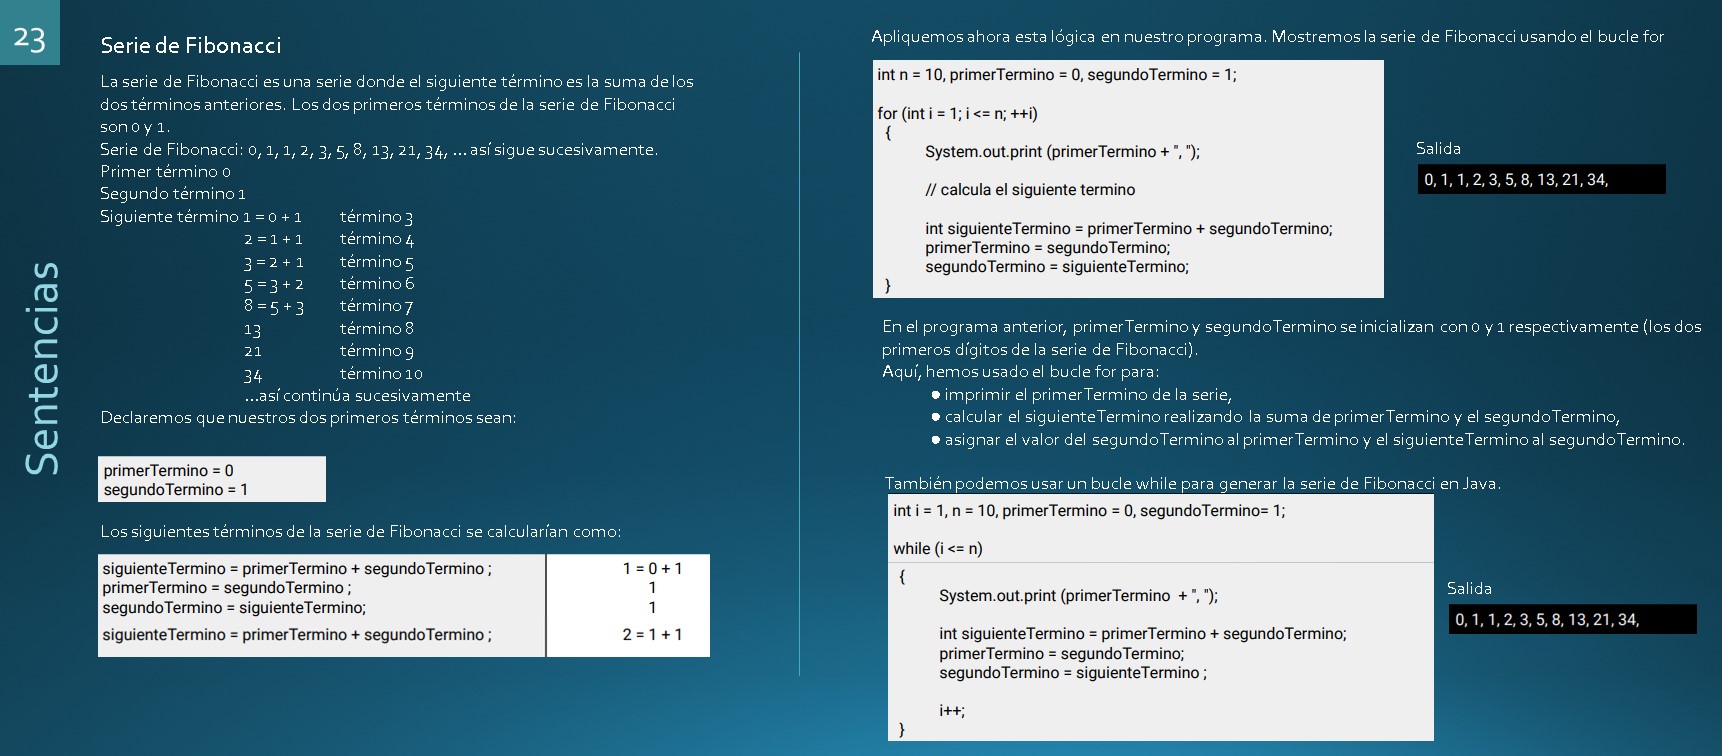 23
Sentencias
Serie de Fibonacci
La serie de Fibonacci es una serie donde el siguiente término es la suma de los
dos términos anteriores. Los dos primeros términos de la serie de Fibonacci
son 0 y 1.
Serie de Fibonacci: 0, 1, 1, 2, 3, 5, 8, 13, 21, 34, ... así sigue sucesivamente.
Primer término 0
Segundo término 1
Siguiente término 1 = 0 + 1 término 3
2 = 1 + 1 término 4
3 = 2 + 1 término 5
5 = 3 + 2 término 6
8 = 5 + 3 término 7
13 término 8
21 término 9
34 término 10
...así continúa sucesivamente
Declaremos que nuestros dos primeros términos sean:
primerTermino = 0
segundoTermino = 1
Los siguientes términos de la serie de Fibonacci se calcularían como:
siguienteTermino = primerTermino + segundoTermino ; 1 = 0 + 1
primerTermino = segundoTermino ; 1
segundoTermino = siguienteTermino; 1
siguienteTermino = primerTermino + segundoTermino ; 2 = 1 + 1
Apliquemos ahora esta lógica en nuestro programa. Mostremos la serie de Fibonacci usando el bucle for
int n = 10, primerTermino = 0, segundoTermino = 1;
for (int i = 1; i <= n; ++i)
{
System.out.print (primerTermino + ", ");
// calcula el siguiente termino
int siguienteTermino = primerTermino + segundoTermino;
primerTermino = segundoTermino;
segundoTermino = siguienteTermino;
}
Salida
0, 1, 1, 2, 3, 5, 8, 13, 21, 34,
En el programa anterior, primerTermino y segundoTermino se inicializan con 0 y 1 respectivamente (los dos
primeros dígitos de la serie de Fibonacci).
Aquí, hemos usado el bucle for para:
● imprimir el primerTermino de la serie,
● calcular el siguienteTermino realizando la suma de primerTermino y el segundoTermino,
● asignar el valor del segundoTermino al primerTermino y el siguienteTermino al segundoTermino.
También podemos usar un bucle while para generar la serie de Fibonacci en Java.
int i = 1, n = 10, primerTermino = 0, segundoTermino= 1;
while (i <= n)
{
System.out.print (primerTermino + ", ");
int siguienteTermino = primerTermino + segundoTermino;
primerTermino = segundoTermino;
segundoTermino = siguienteTermino ;
i++;
}
Salida
0, 1, 1, 2, 3, 5, 8, 13, 21, 34,